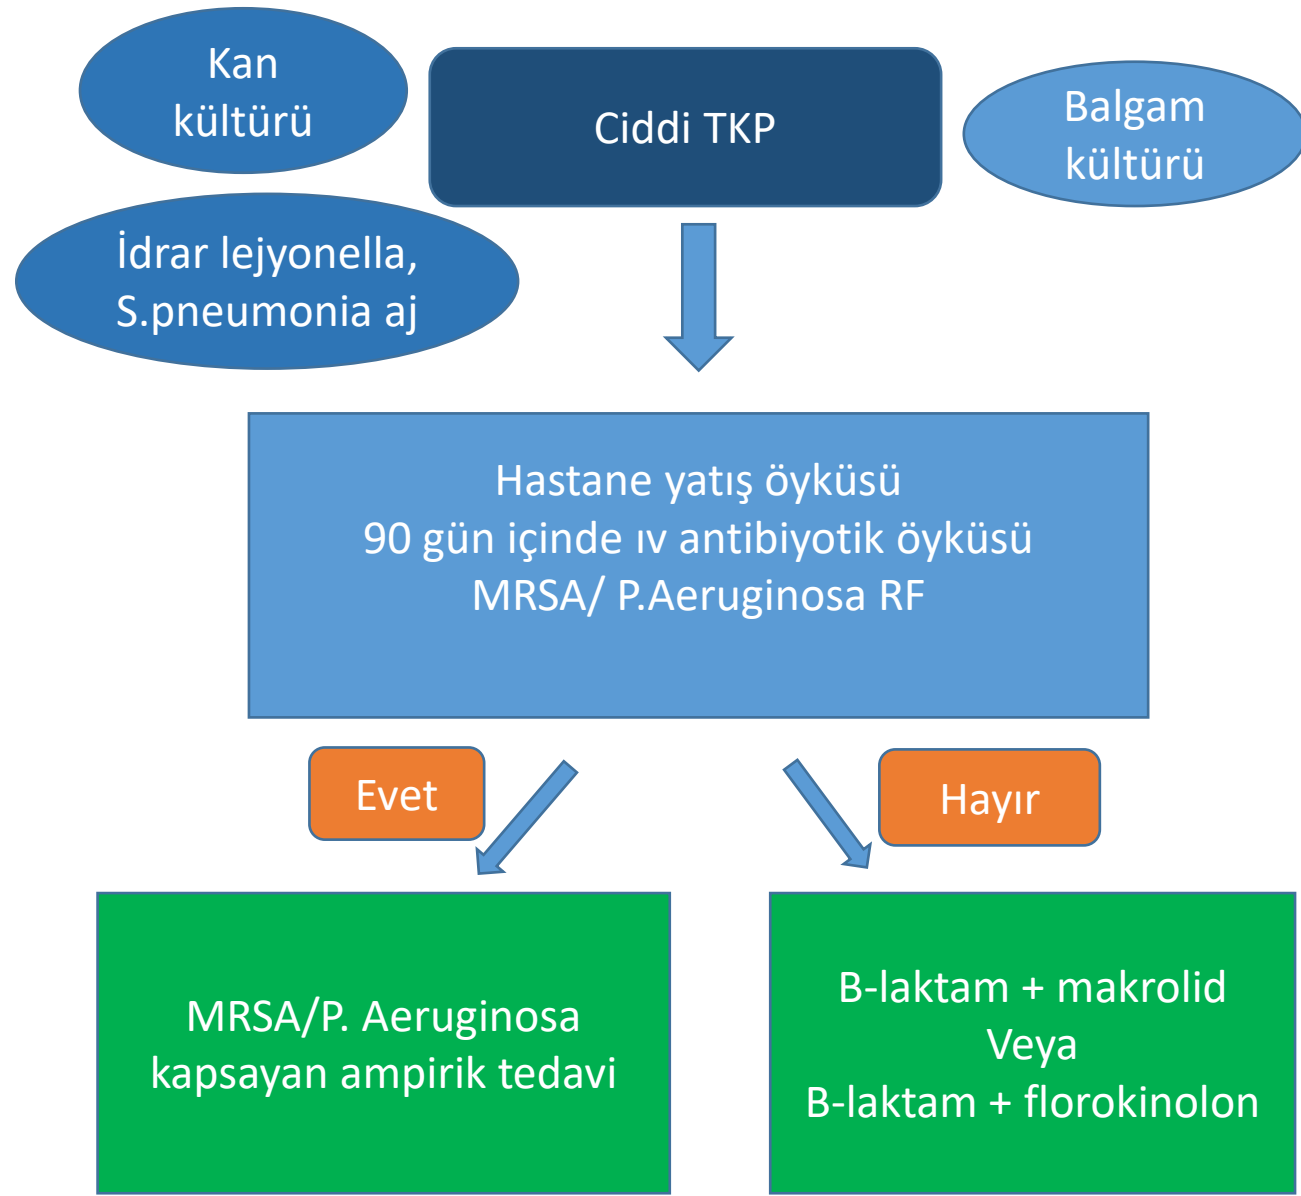 Kan
kültürü
Ciddi TKP
Balgam
kültürü
İdrar lejyonella,
S.pneumonia aj
Hastane yatış öyküsü
90 gün içinde ıv antibiyotik öyküsü
MRSA/ P.Aeruginosa RF
Evet
Hayır
MRSA/P. Aeruginosa
kapsayan ampirik tedavi
B-laktam + makrolid
Veya
B-laktam + florokinolon